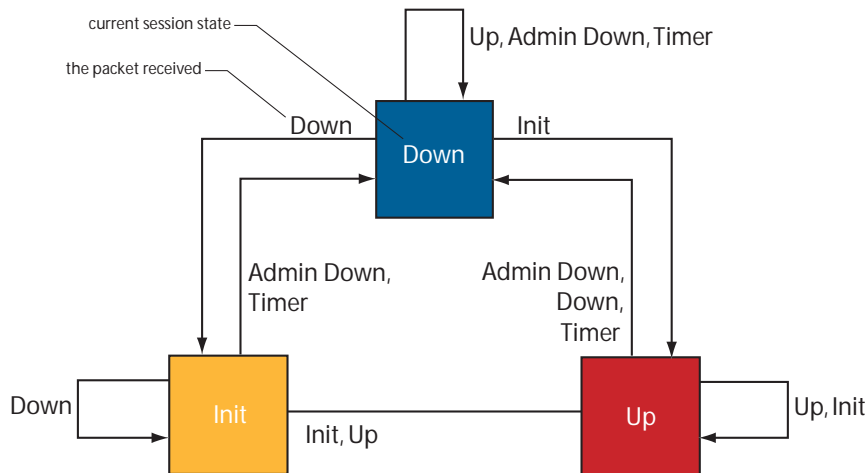 current session state
Up, Admin Down, Timer
the packet received
Down
Init
Down
Admin Down,
Timer
Admin Down,
Down,
Timer
Down
Init
Init, Up
Up
Up, Init